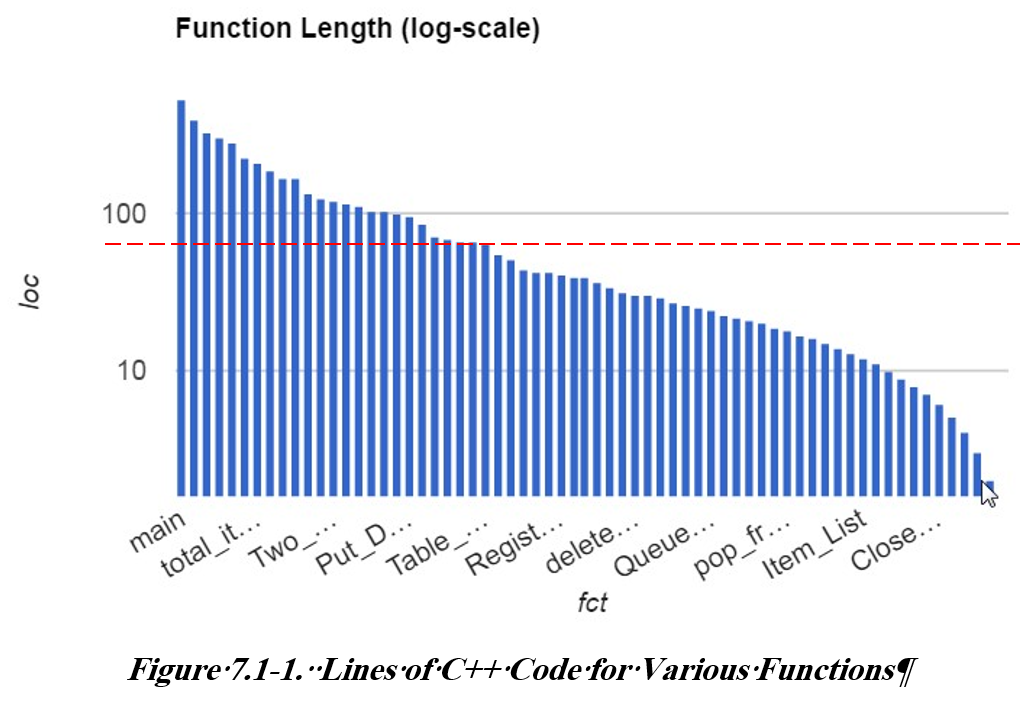 Function Length (log-scale)
100
10
loc
main
total_it…
Two_…
Put_D…
Table_…
Regist…
delete…
Queue…
pop_fr…
Item_List
Close…
fct
Figure·7.1-1.··Lines·of·C++·Code·for·Various·Functions¶